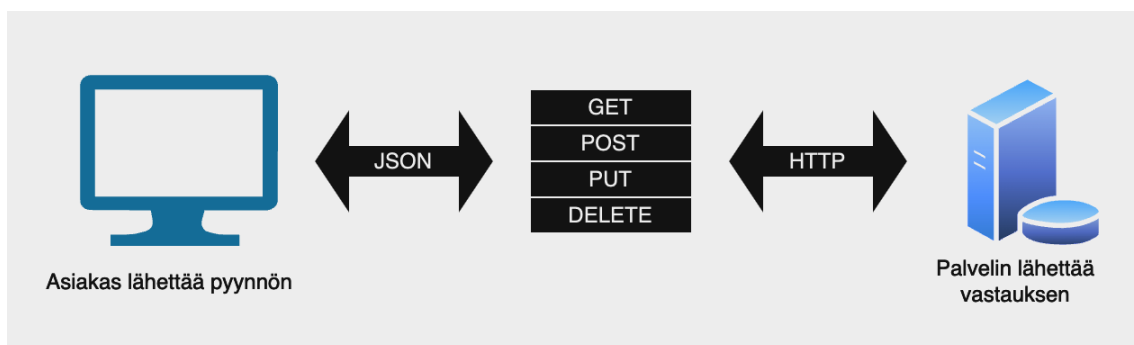 GET
POST
JSON
HTTP
PUT
DELETE
Asiakas lähettää pyynnön
Palvelin lähettää
vastauksen